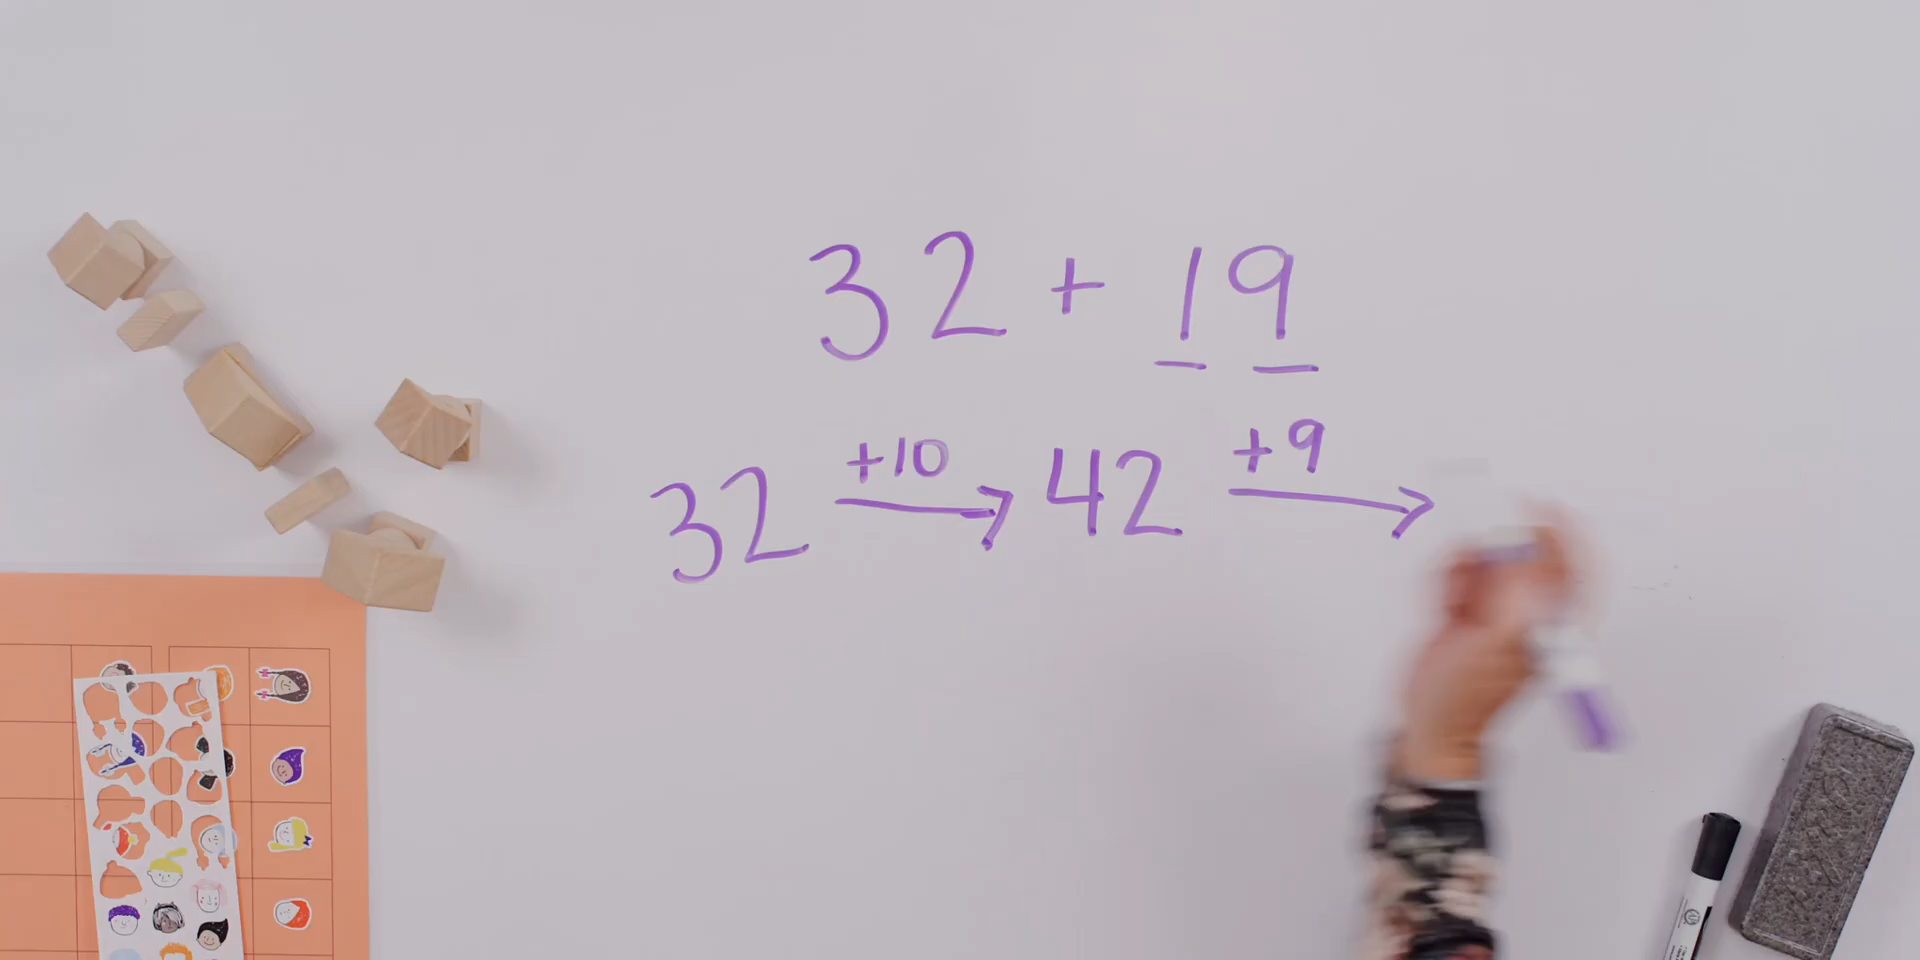 32 + 19
32 +10 → 42 +9 →